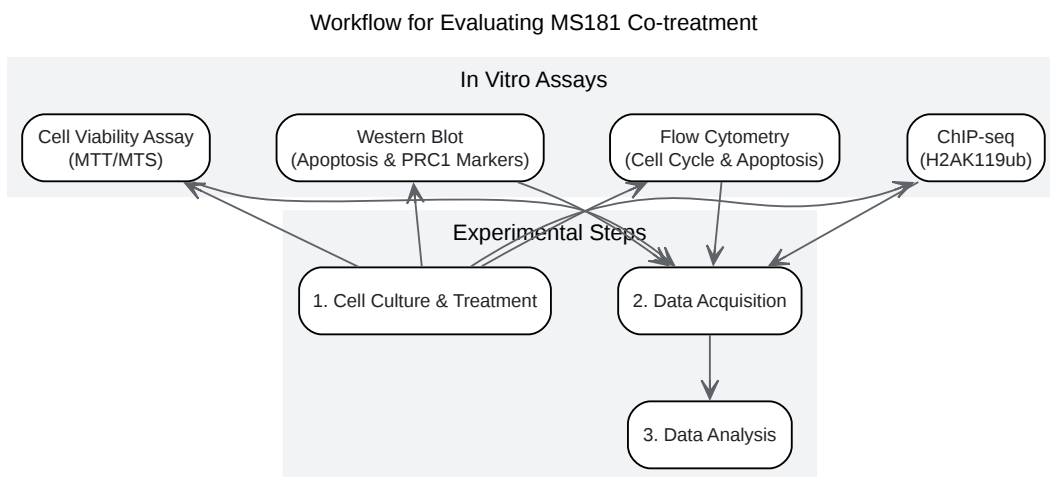 Workflow for Evaluating MS181 Co-treatment
In Vitro Assays
Cell Viability Assay
(MTT/MTS)
Western Blot
(Apoptosis & PRC1 Markers)
Flow Cytometry
(Cell Cycle & Apoptosis)
ChIP-seq
(H2AK119ub)
Experimental Steps
1. Cell Culture & Treatment
2. Data Acquisition
3. Data Analysis